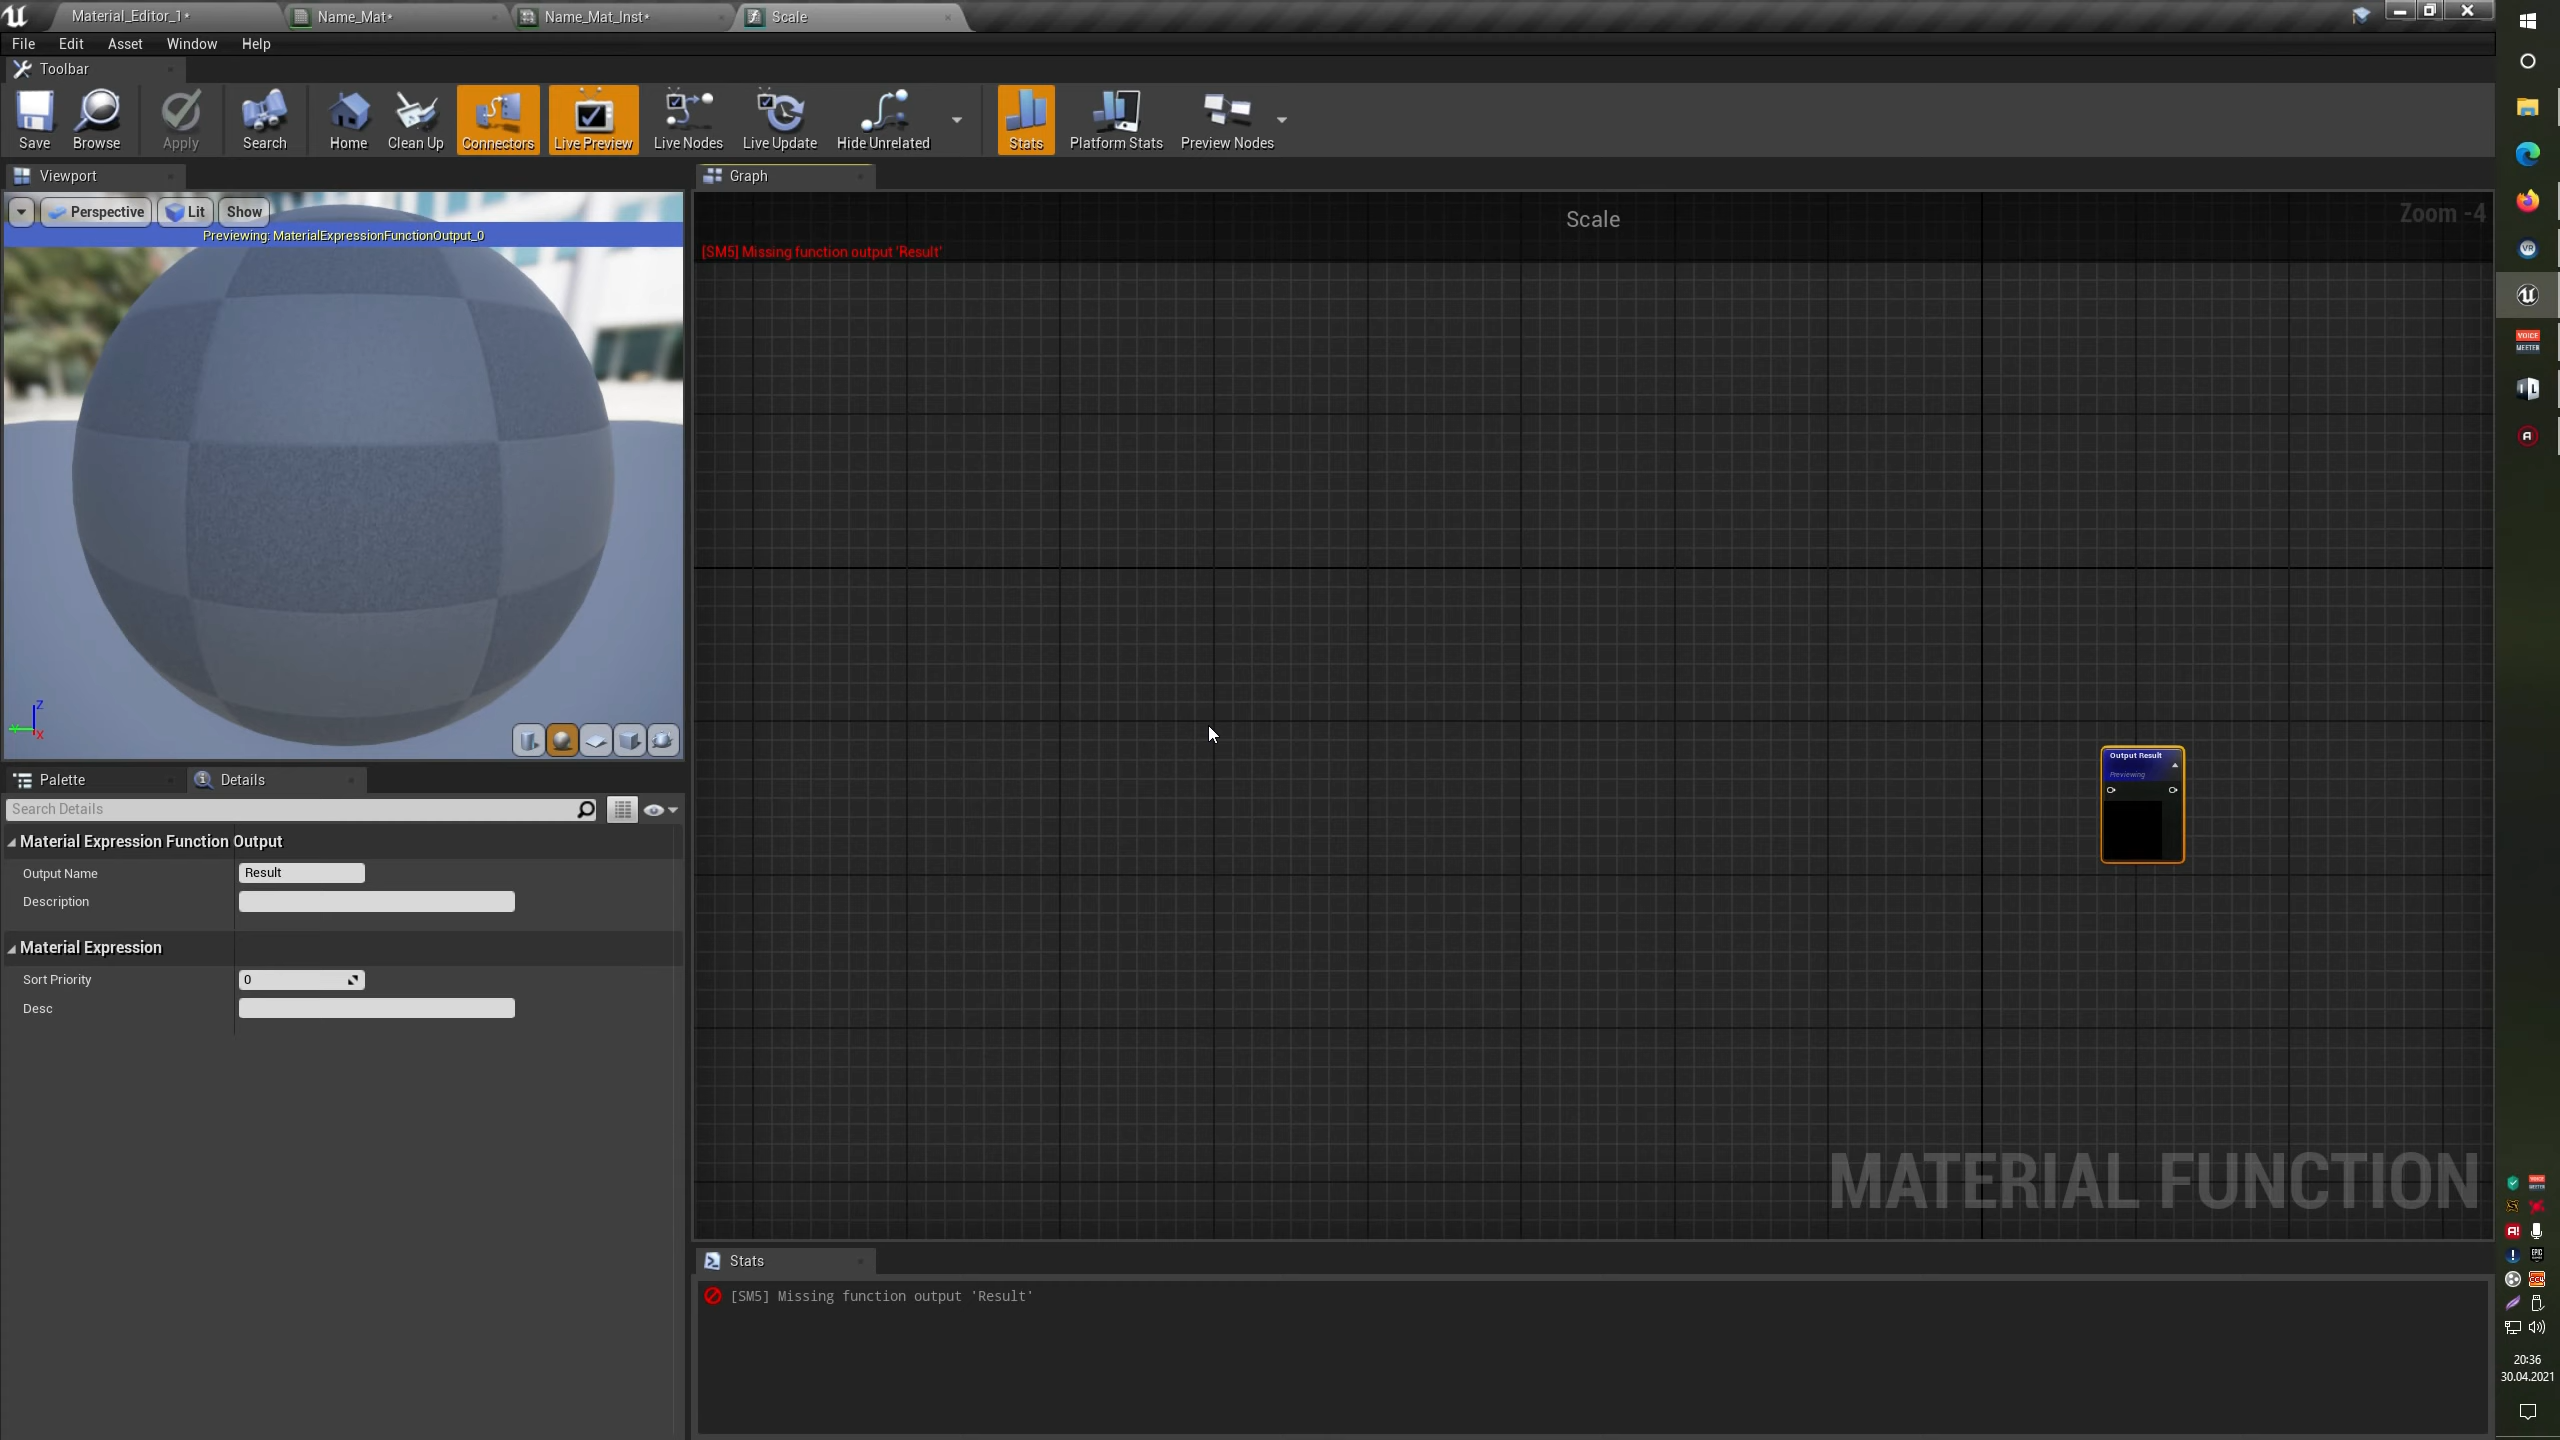 Material_Editor_1*
Name_Mat*
Name_Mat_Inst*
Scale
File
Edit
Asset
Window
Help
Toolbar
Save
Browse
Apply
Search
Home
Clean Up
Connectors
Live Preview
Live Nodes
Live Update
Hide Unrelated
Stats
Platform Stats
Preview Nodes
Viewport
Perspective
Lit
Show
Previewing: MaterialExpressionFunctionOutput_0
Z
X
Graph
Scale
Zoom -4
[SM5] Missing function output 'Result'
Output Result
Previewing
MATERIAL FUNCTION
Palette
Details
Search Details
Material Expression Function Output
Output Name
Result
Description
Material Expression
Sort Priority
0
Desc
Stats
[SM5] Missing function output 'Result'
VR
VOICE
MEETER
A
A!
EPIC
20:36
30.04.2021